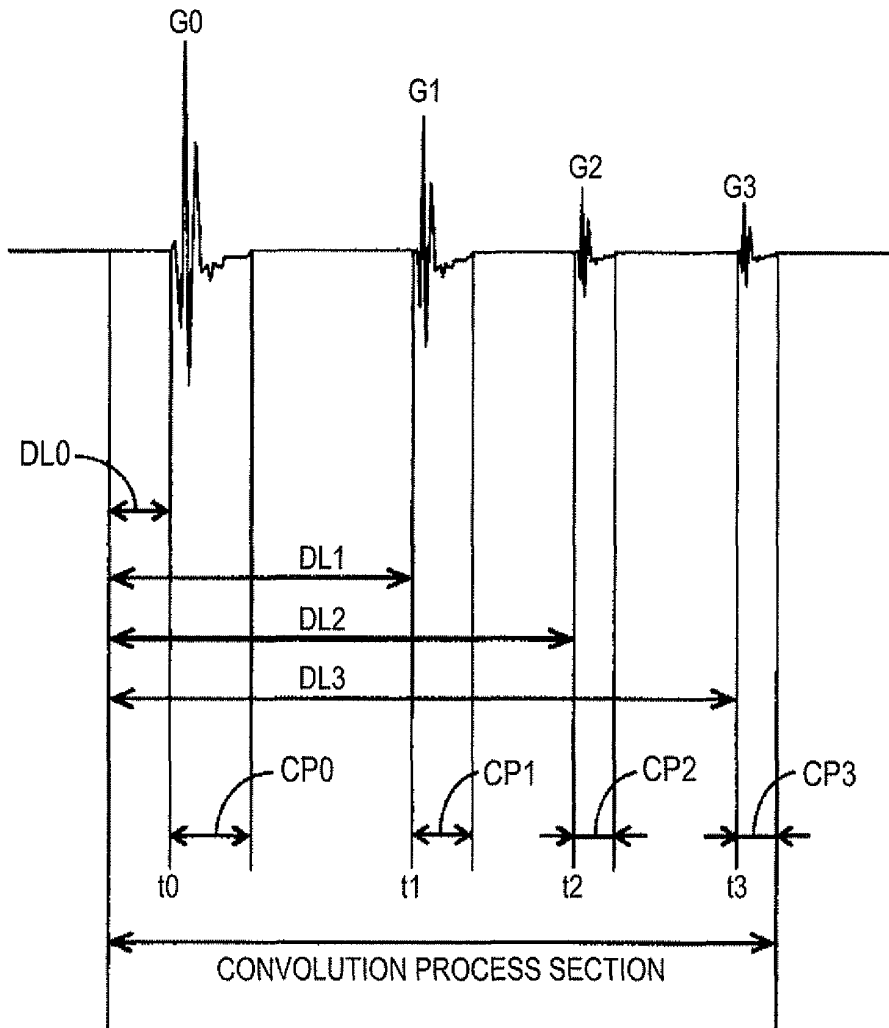 G0
G1
G2
G3
DL0
DL1
DL2
DL3
CP0
CP1
CP2
CP3
t0
t1
t2
t3
CONVOLUTION PROCESS SECTION